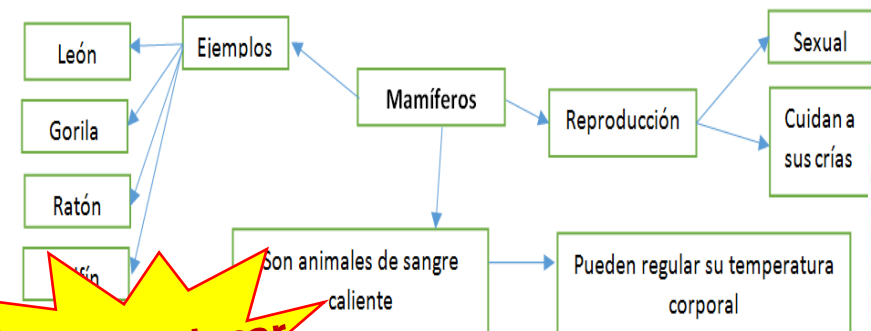 Ejemplos
León
Gorila
Ratón
Mamíferos
Reproducción
Sexual
Cuidan a
sus crías
Son animales de sangre
caliente
Pueden regular su temperatura
corporal